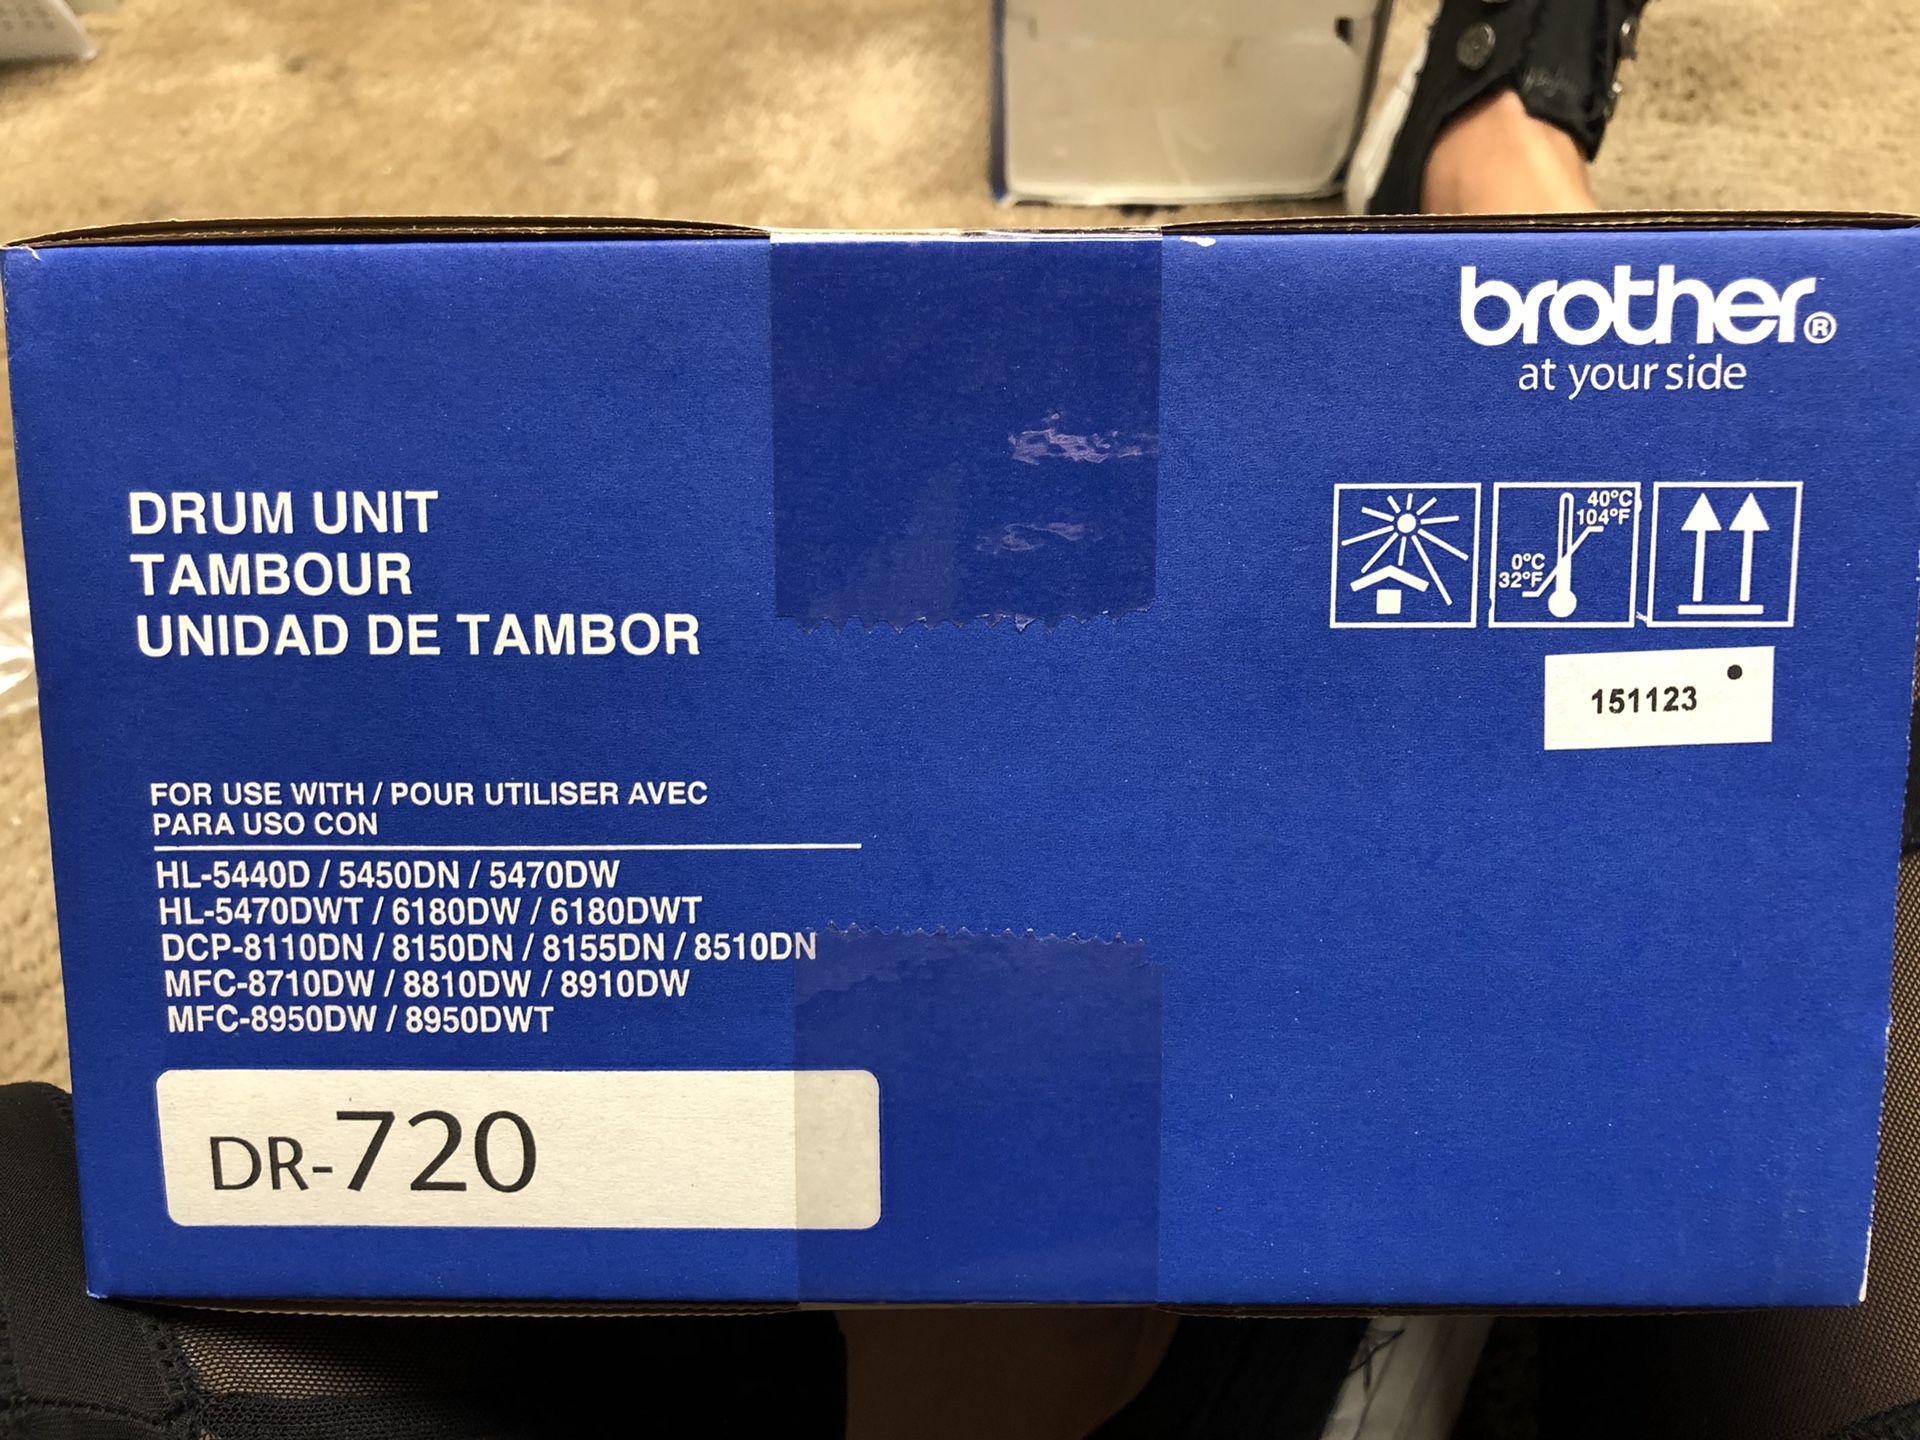 brother®
at your side
DRUM UNIT
TAMBOUR
UNIDAD DE TAMBOR
40°C
104°F
0°C
32°F
151123
FOR USE WITH / POUR UTILISER AVEC
PARA USO CON
HL-5440D / 5450DN / 5470DW
HL-5470DWT / 6180DW / 6180DWT
DCP-8110DN / 8150DN / 8155DN / 8510DN
MFC-8710DW / 8810DW / 8910DW
MFC-8950DW / 8950DWT
DR-720